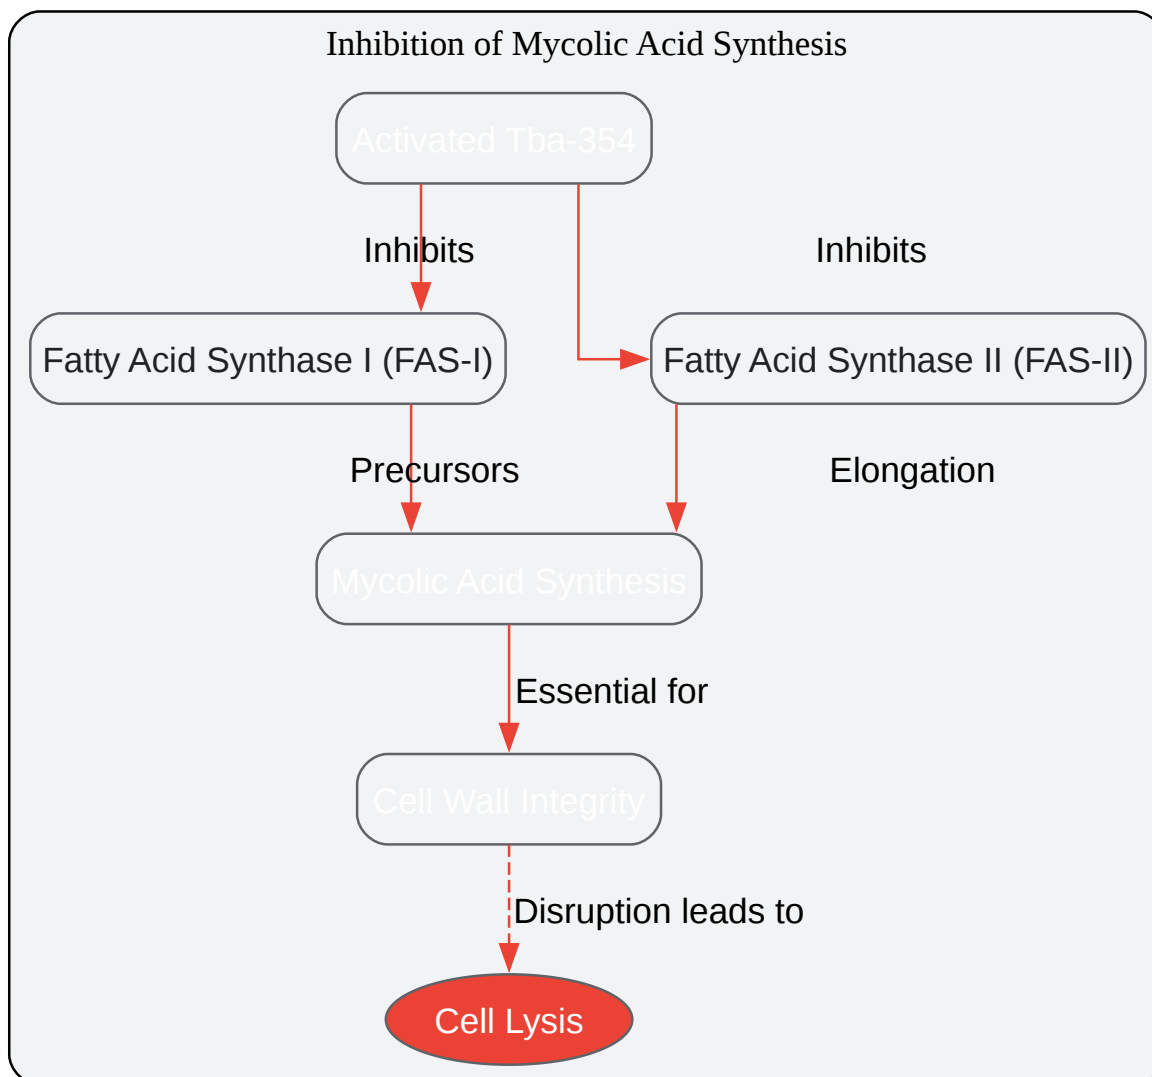 Inhibition of Mycolic Acid Synthesis
Activated Tba-354
Inhibits
Inhibits
Fatty Acid Synthase I (FAS-I)
Fatty Acid Synthase II (FAS-II)
Precursors
Elongation
Mycolic Acid Synthesis
Essential for
Cell Wall Integrity
Disruption leads to
Cell Lysis